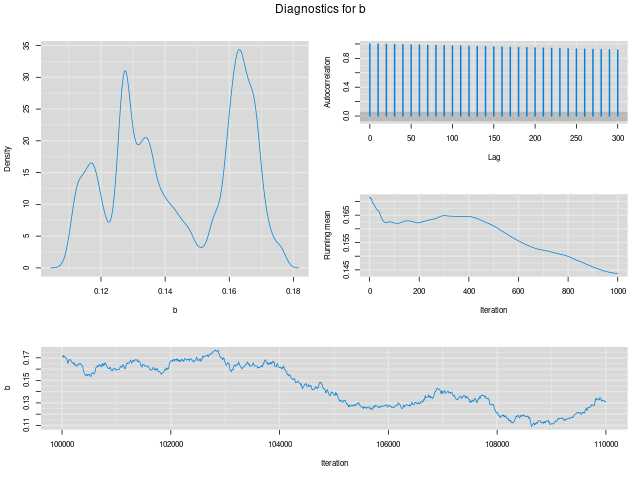 Diagnostics for b
Density
0 5 10 15 20 25 30 35
0.12 0.14 0.16 0.18
b
Autocorrelation
0.0 0.4 0.8
0 50 100 150 200 250 300
Lag
Running mean
0.145 0.155 0.165
0 200 400 600 800 1000
Iteration
b
0.11 0.13 0.15 0.17
100000 102000 104000 106000 108000 110000
Iteration